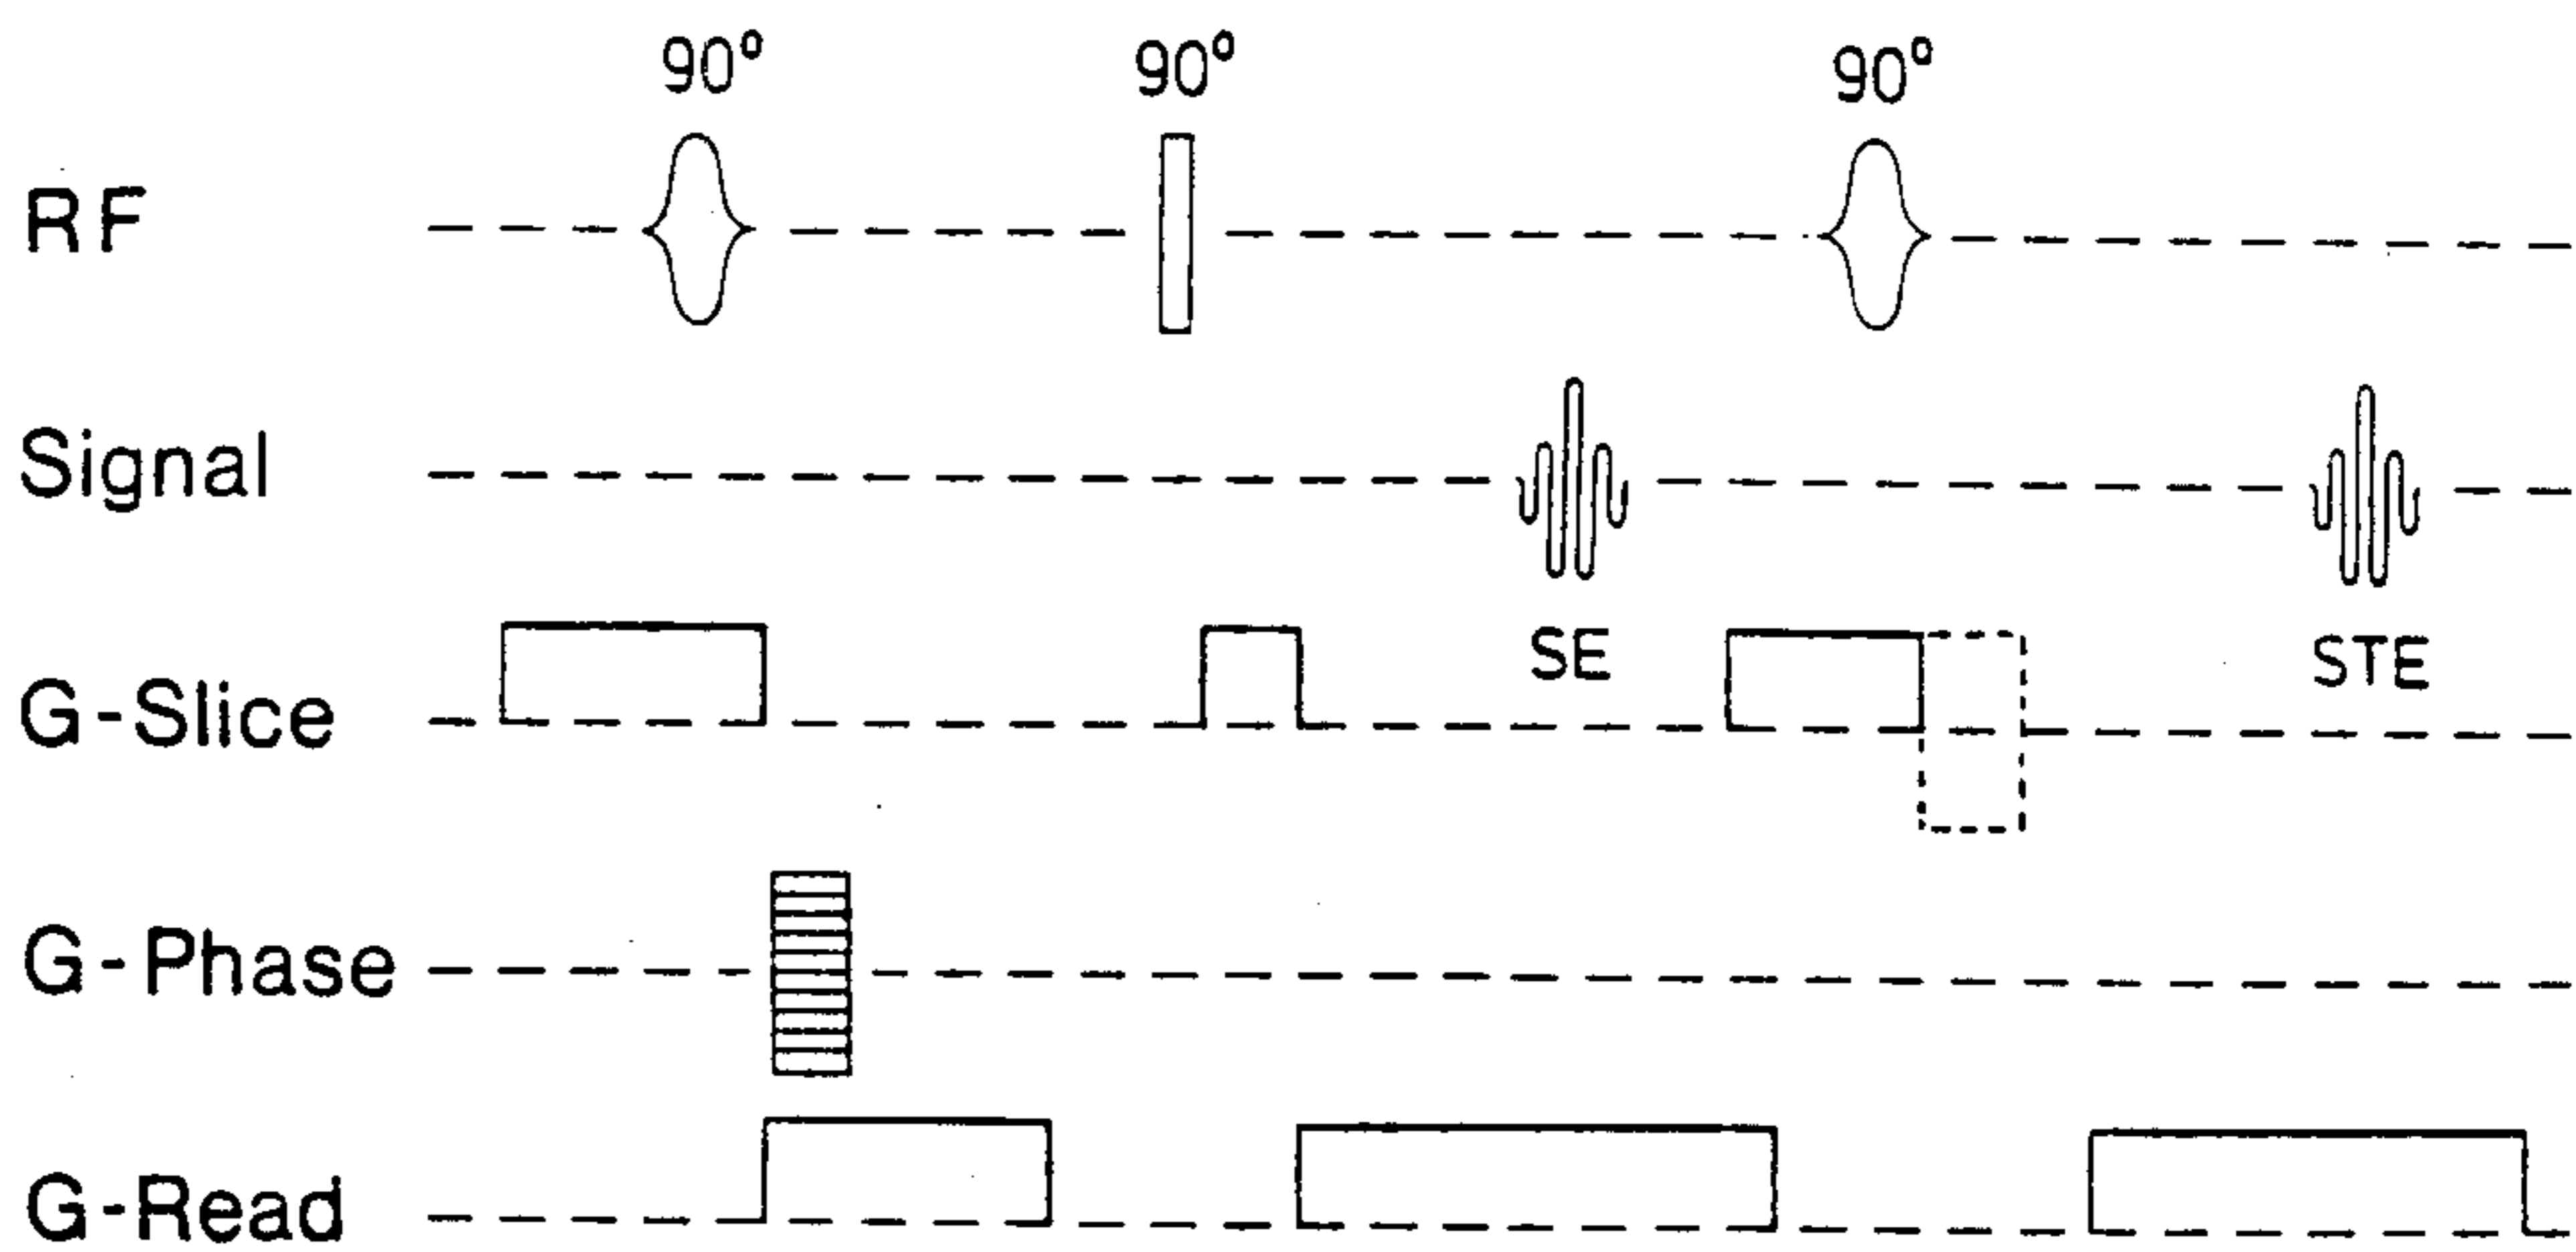 90° 90° 90°
RF
Signal
SE STE
G-Slice
G-Phase
G-Read